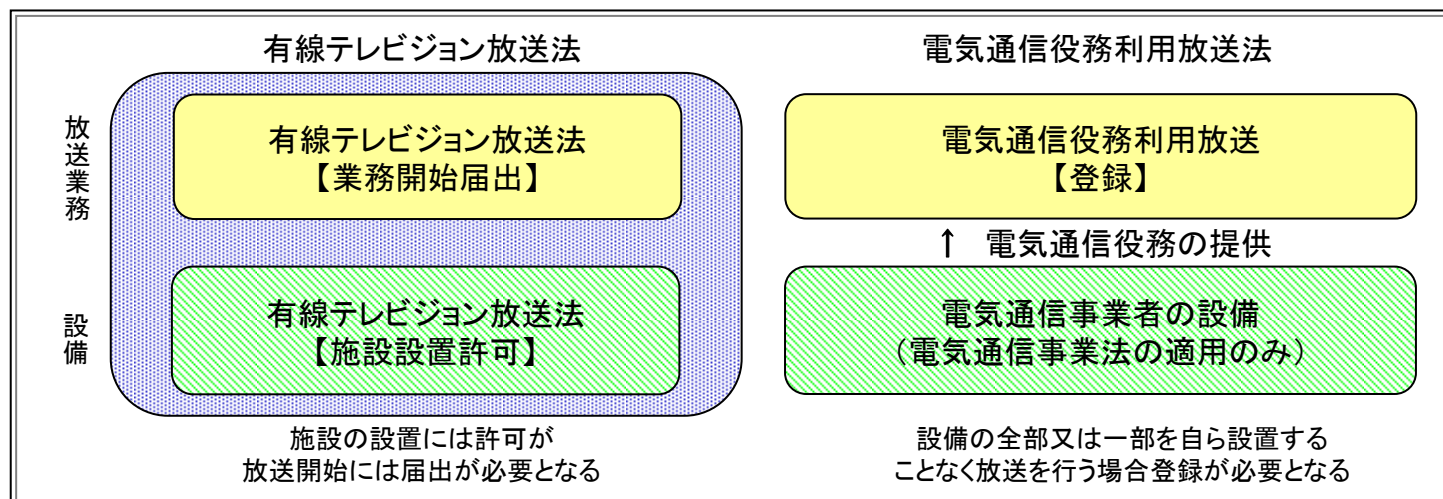 有線テレビジョン放送法
電気通信役務利用放送法
放送業務
有線テレビジョン放送法
【業務開始届出】
電気通信役務利用放送
【登録】
↑ 電気通信役務の提供
設備
有線テレビジョン放送法
【施設設置許可】
電気通信事業者の設備
(電気通信事業法の適用のみ)
施設の設置には許可が
放送開始には届出が必要となる
設備の全部又は一部を自ら設置する
ことなく放送を行う場合登録が必要となる